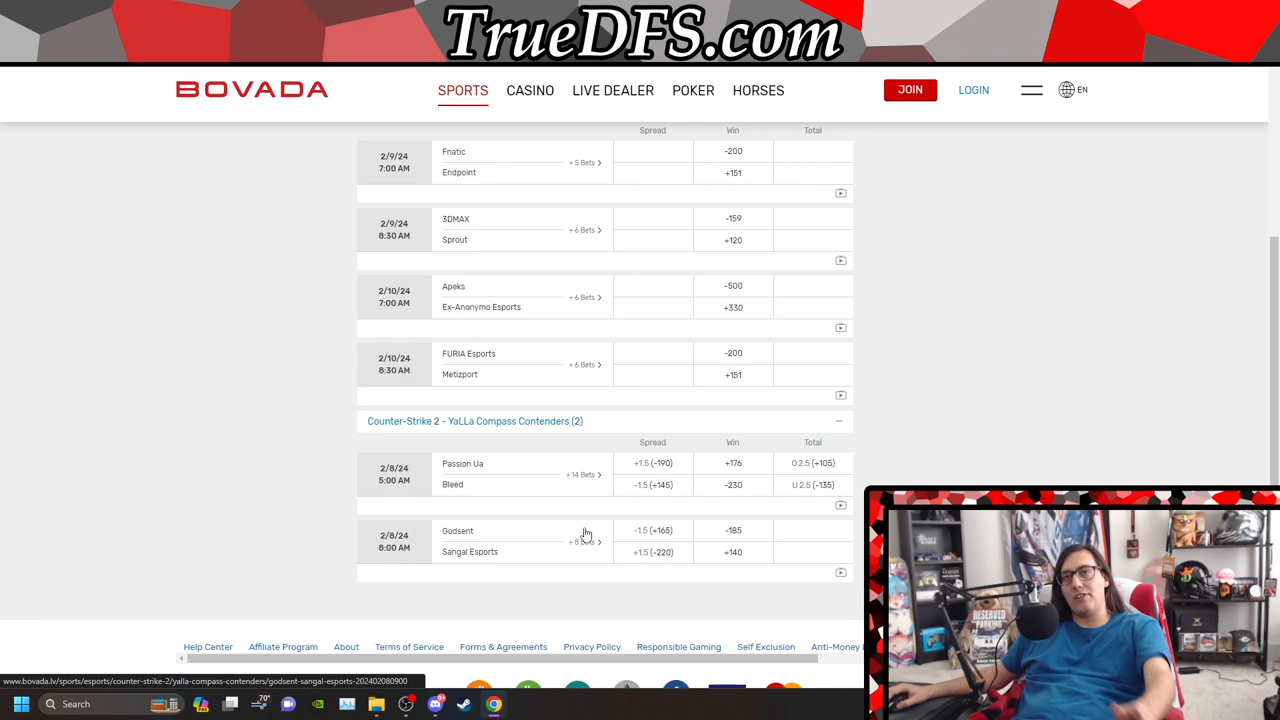 TrueDFS.com
BOVADA SPORTS CASINO LIVE DEALER POKER HORSES JOIN LOGIN EN
Spread Win Total
2/9/24 7:00 AM
Fnatic -200
Endpoint +151
+ 5 Bets >
2/9/24 8:30 AM
3DMAX -159
Sprout +120
+ 6 Bets >
2/10/24 7:00 AM
Apeks -500
Ex-Anonymo Esports +330
+ 6 Bets >
2/10/24 8:30 AM
FURIA Esports -200
Metizport +151
+ 6 Bets >
Counter-Strike 2 - YaLLa Compass Contenders (2)
Spread Win Total
2/8/24 5:00 AM
Passion Ua +1.5 (-190) +176 O 2.5 (+105)
Bleed -1.5 (+145) -230 U 2.5 (-135)
+ 14 Bets >
2/8/24 8:00 AM
Godsent -1.5 (+165) -185
Sangal Esports +1.5 (-220) +140
Help Center Affiliate Program About Terms of Service Forms & Agreements Privacy Policy Responsible Gaming Self Exclusion Anti-Money
www.bovada.lv/sports/esports/counter-strike-2/yalla-compass-contenders/godsent-sangal-esports-202402080900
Search 70°
RESERVED
PARKING